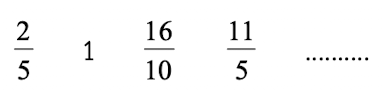 2/5 1 16/10 11/5 ..........